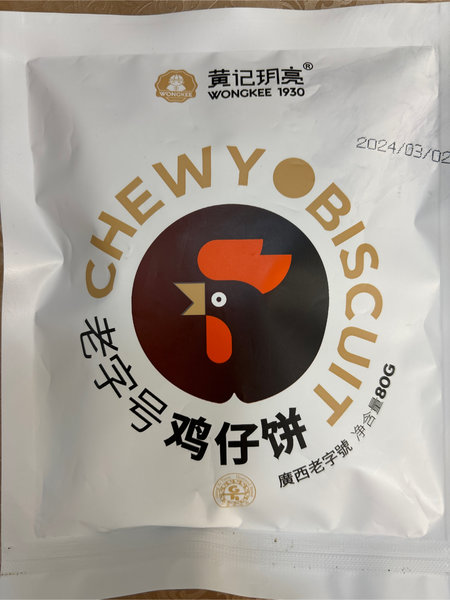 黄记玥亮®
WONGKEE
WONGKEE 1930
2024/03/02
CHEWY BISCUIT
老字号
鸡仔饼
廣西老字號 净含量80G